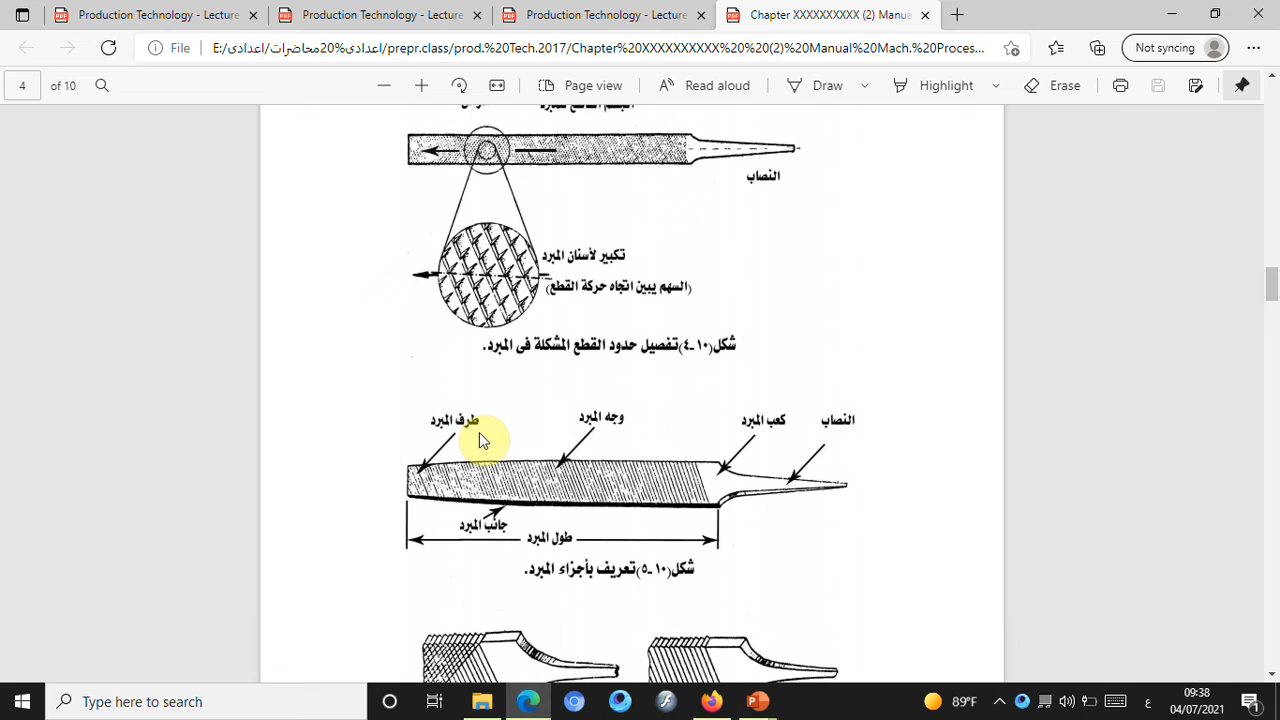 Production Technology - Lecture
Production Technology - Lecture
Production Technology - Lecture
Chapter XXXXXXXXXX (2) Manua
File
E:/اعدادى/محاضرات%20اعدادى/prepr.class/prod.%20Tech.2017/Chapter%20XXXXXXXXXX%20%20(2)%20Manual%20Mach.%20Proces...
Not syncing
4 of 10
Page view
Read aloud
Draw
Highlight
Erase
النصاب
تكبير لأسنان المبرد
(السهم يبين اتجاه حركة القطع)
شكل(١٠-٤)تفصيل حدود القطع المشكلة فى المبرد.
النصاب
كعب المبرد
وجه المبرد
طرف المبرد
جانب المبرد
طول المبرد
شكل(١٠-٥)تعريف بأجزاء المبرد.
Type here to search
89°F
ع
09:38
04/07/2021
1